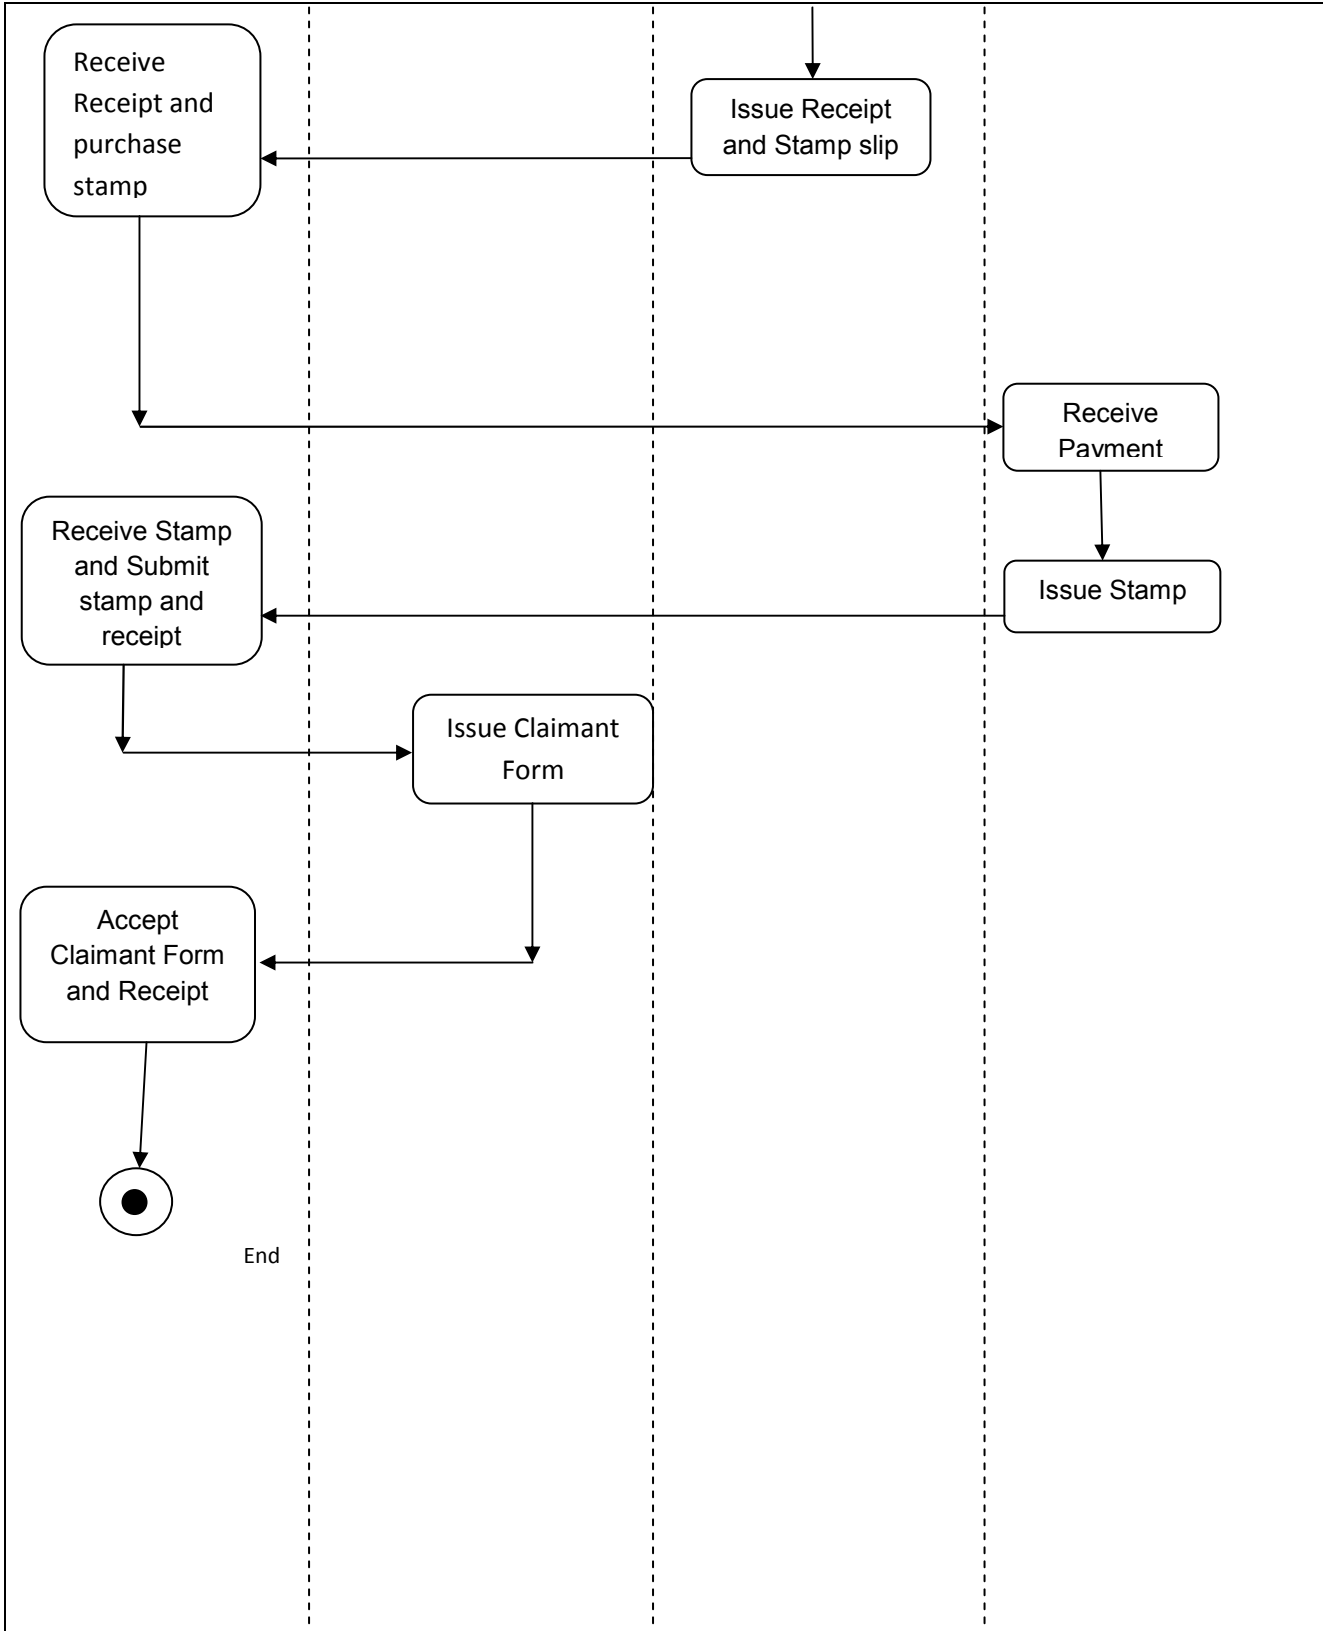 Receive
Receipt and
purchase
stamp
Issue Receipt
and Stamp slip
Receive
Payment
Receive Stamp
and Submit
stamp and
receipt
Issue Stamp
Issue Claimant
Form
Accept
Claimant Form
and Receipt
End